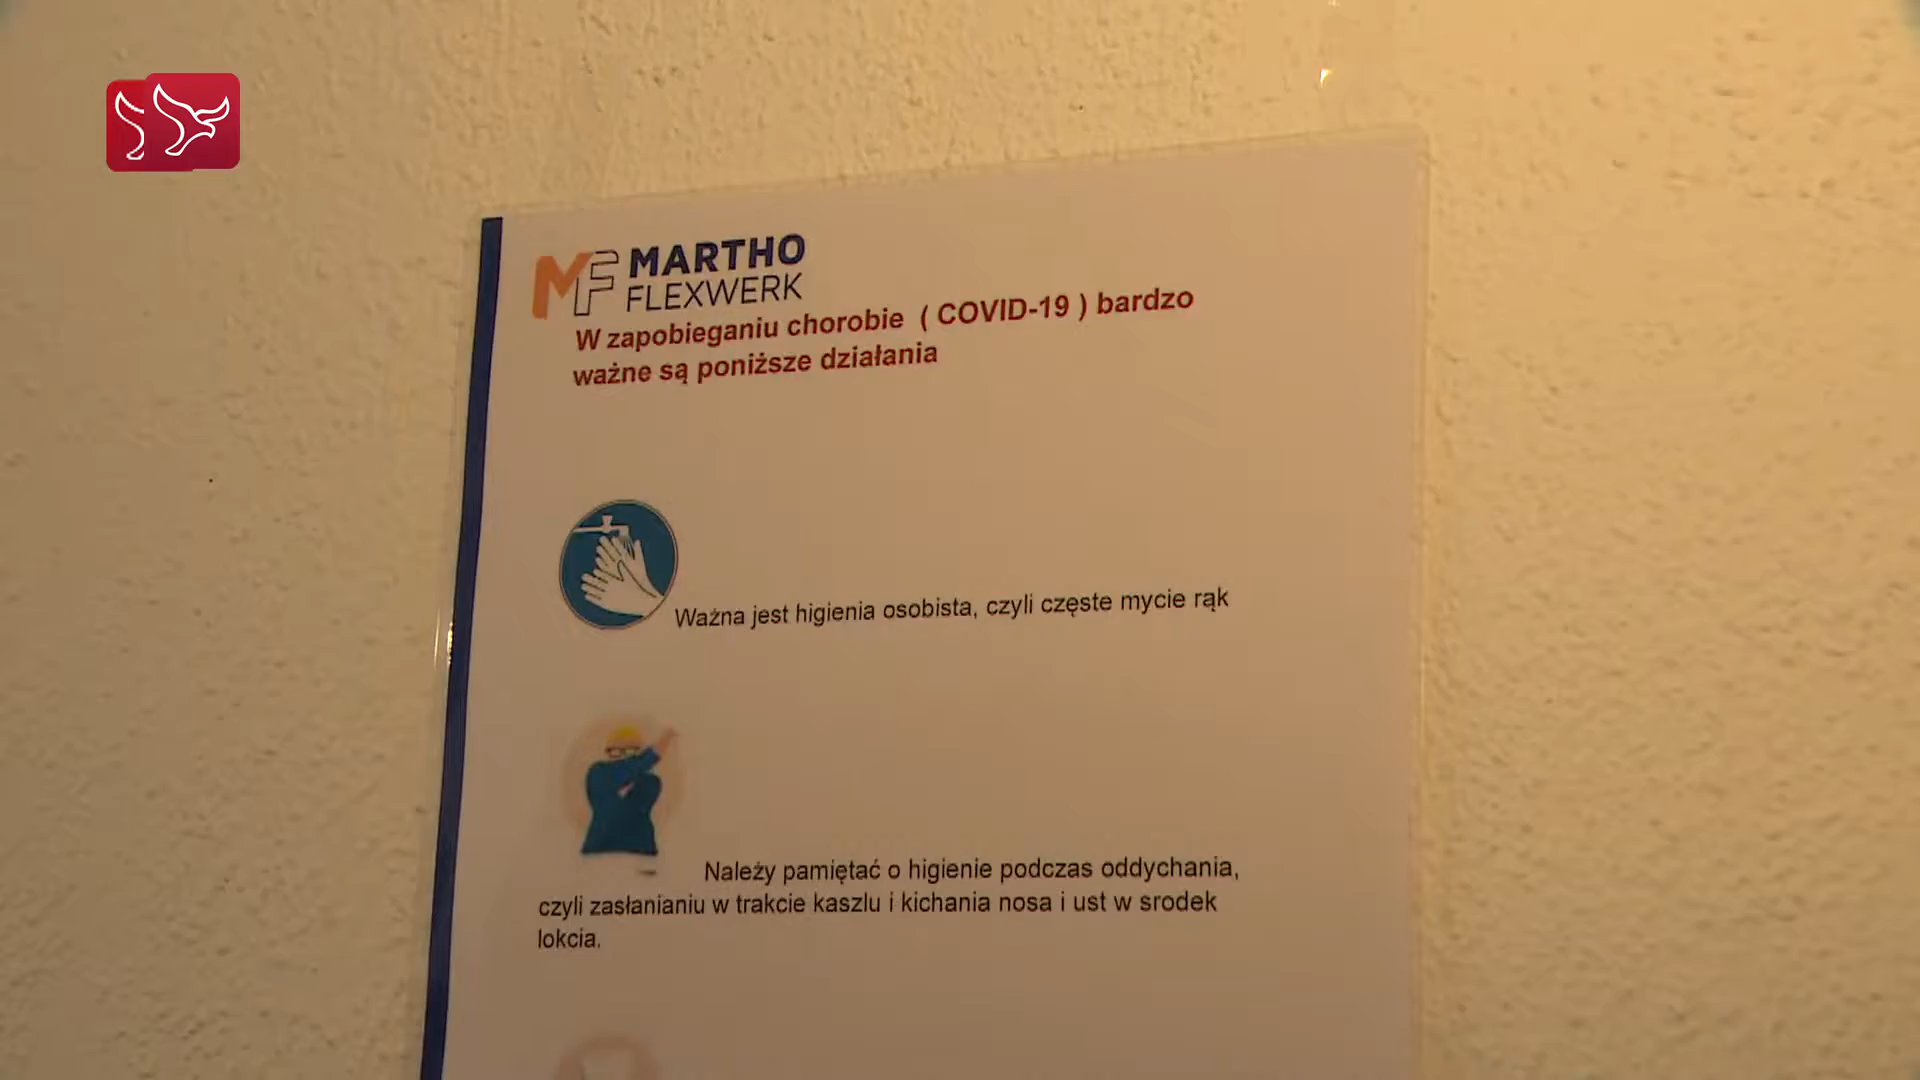 MF MARTHO
FLEXWERK
W zapobieganiu chorobie ( COVID-19 ) bardzo
ważne są poniższe działania
Ważna jest higienia osobista, czyli częste mycie rąk
Należy pamiętać o higienie podczas oddychania,
czyli zasłanianiu w trakcie kaszlu i kichania nosa i ust w srodek
lokcia.